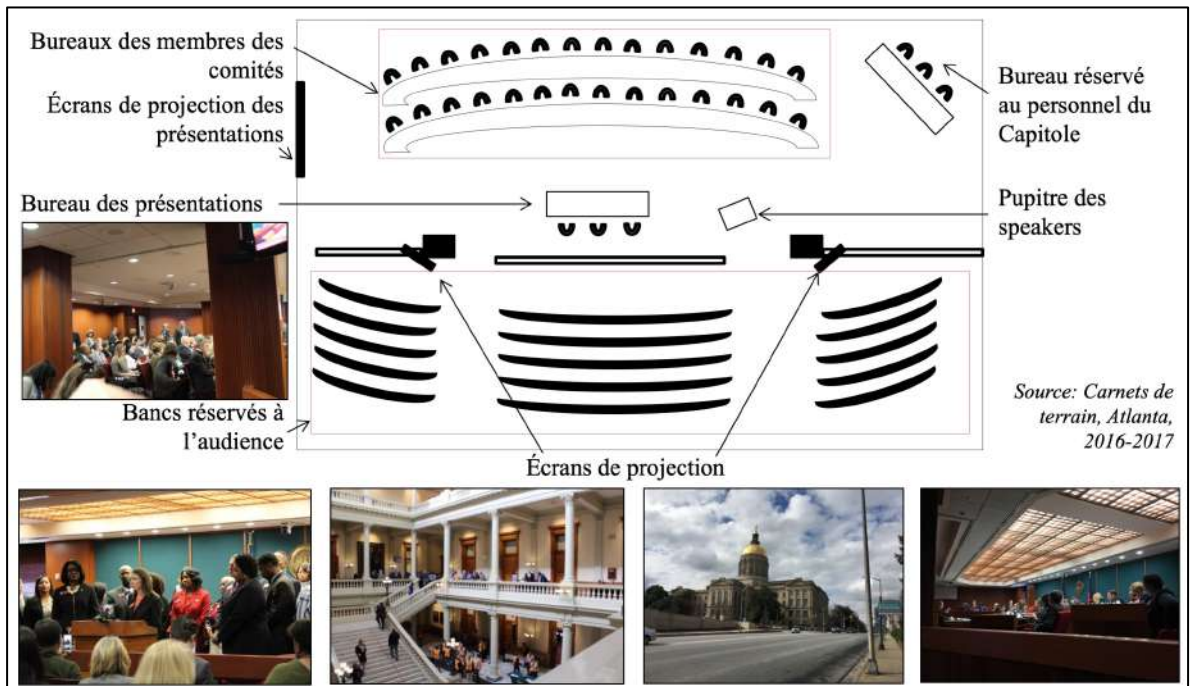 Bureaux des membres des
comités
Écrans de projection des
présentations
Bureau réservé
au personnel du
Capitole
Bureau des présentations
Pupitre des
speakers
Bancs réservés à
l’audience
Écrans de projection
Source: Carnets de
terrain, Atlanta,
2016-2017